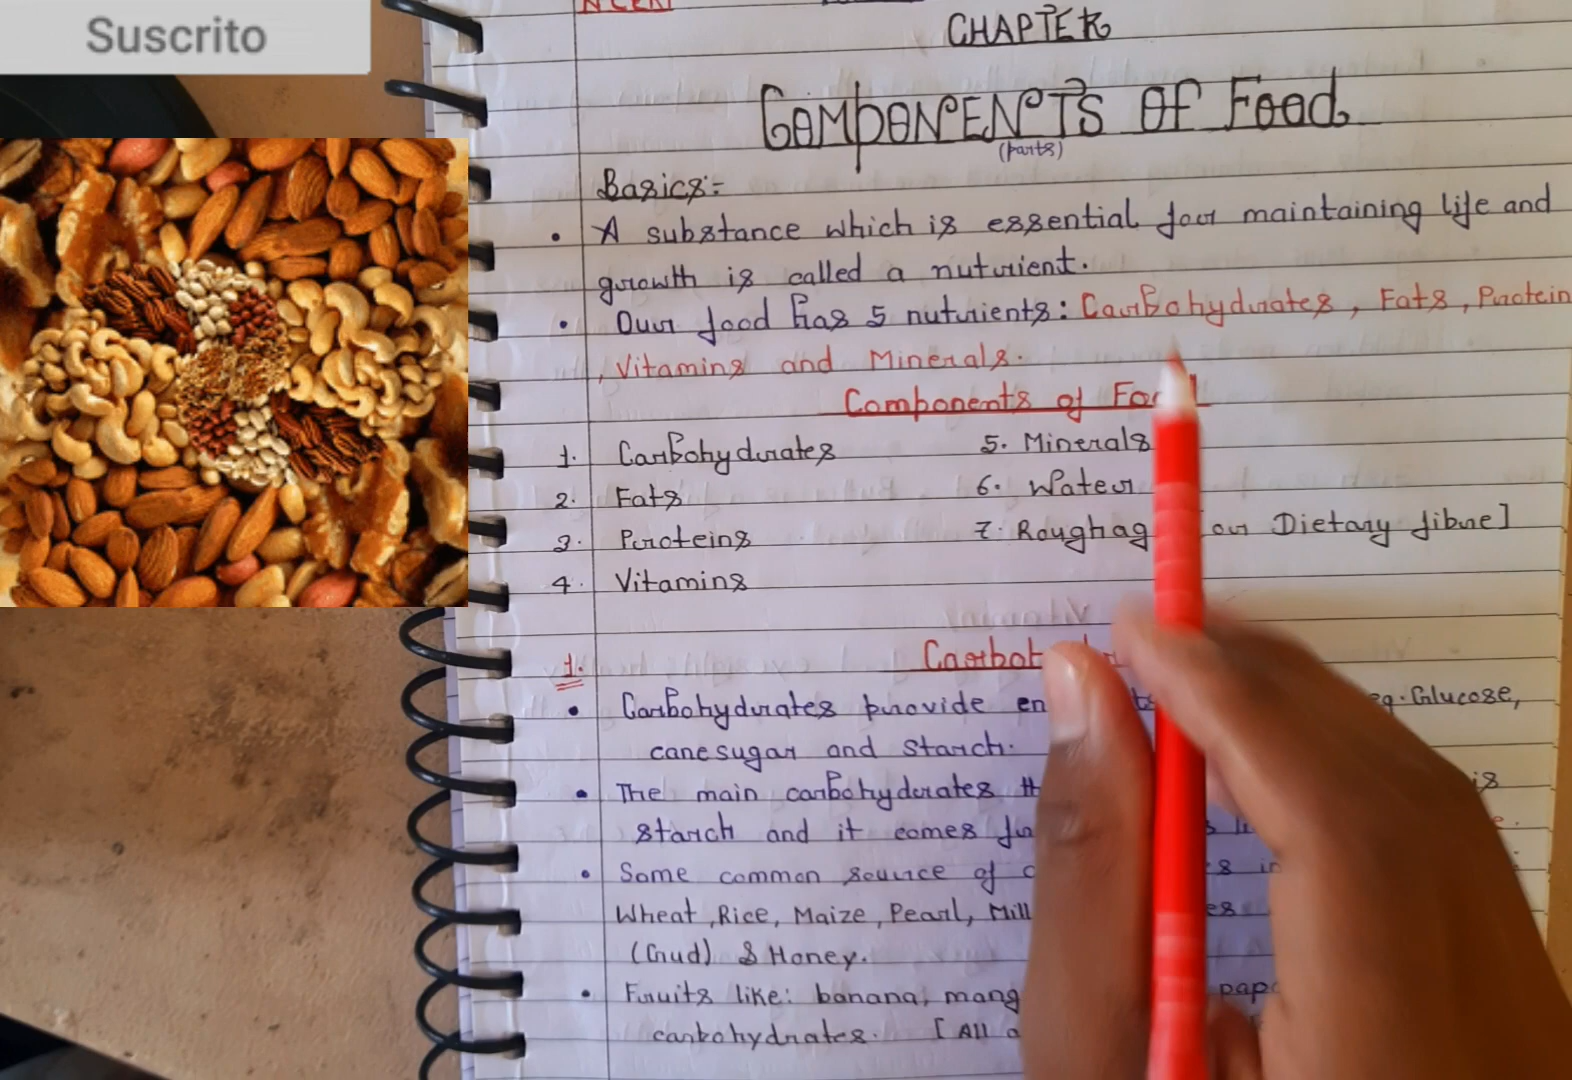 Suscrito
NCERT
CHAPTER
COMPONENTS OF Food
(parts)
Basics:-
• A substance which is essential for maintaining life and
growth is called a nutrient.
• Our food has 5 nutrients: Carbohydrates, Fats, Protein
, Vitamins and Minerals.
Components of
1. Carbohydrates 5. Minerals
2. Fats 6. Water
3. Proteins 7. or Dietary fibre]
4. Vitamins
1.
• Carbohydrates provide eg. Glucose,
canesugar and starch.
• The main carbohydrates is
starch and it comes
• Some common source of
Wheat, Rice, Maize, Pearl,
(Gud) & Honey.
• Fruits like: banana,
carbohydrates. [All